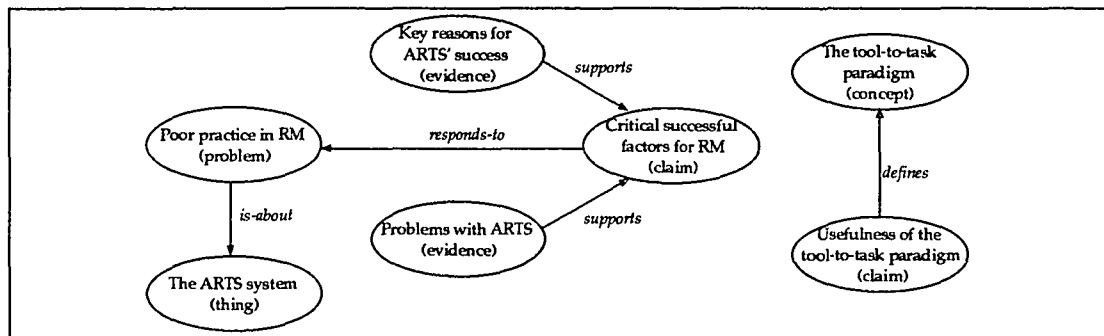 Key reasons for
ARTS' success
(evidence)
supports
The tool-to-task
paradigm
(concept)
Poor practice in RM
(problem)
responds-to
Critical successful
factors for RM
(claim)
is-about
defines
Problems with ARTS
(evidence)
supports
Usefulness of the
tool-to-task paradigm
(claim)
The ARTS system
(thing)